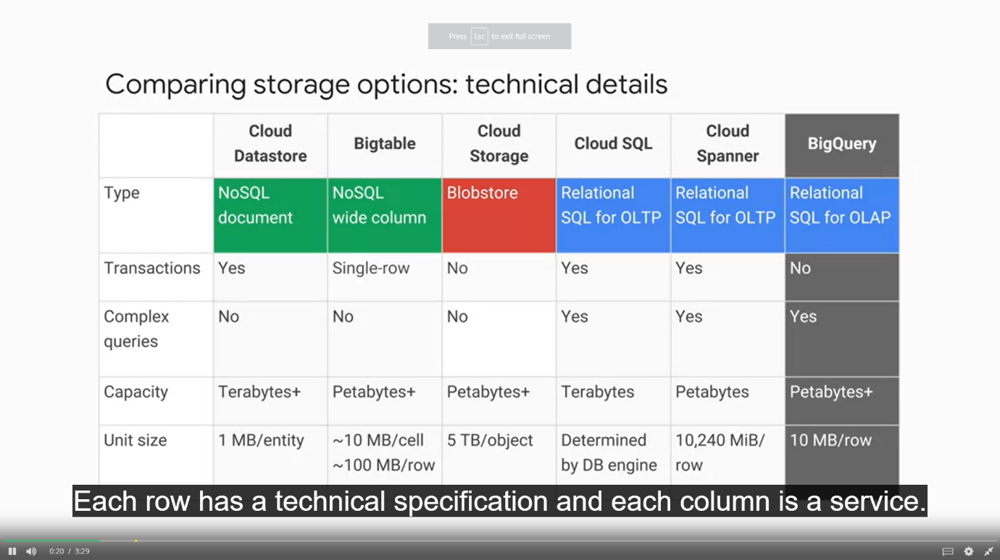 Press Esc to exit full screen
Comparing storage options: technical details
Cloud
Datastore
Bigtable
Cloud
Storage
Cloud SQL
Cloud
Spanner
BigQuery
Type
NoSQL
document
NoSQL
wide column
Blobstore
Relational
SQL for OLTP
Relational
SQL for OLTP
Relational
SQL for OLAP
Transactions
Yes
Single-row
No
Yes
Yes
No
Complex
queries
No
No
No
Yes
Yes
Yes
Capacity
Terabytes+
Petabytes+
Petabytes+
Terabytes
Petabytes
Petabytes+
Unit size
1 MB/entity
~10 MB/cell
~100 MB/row
5 TB/object
Determined
by DB engine
10,240 MiB/
row
10 MB/row
Each row has a technical specification and each column is a service.
0:20 / 3:29